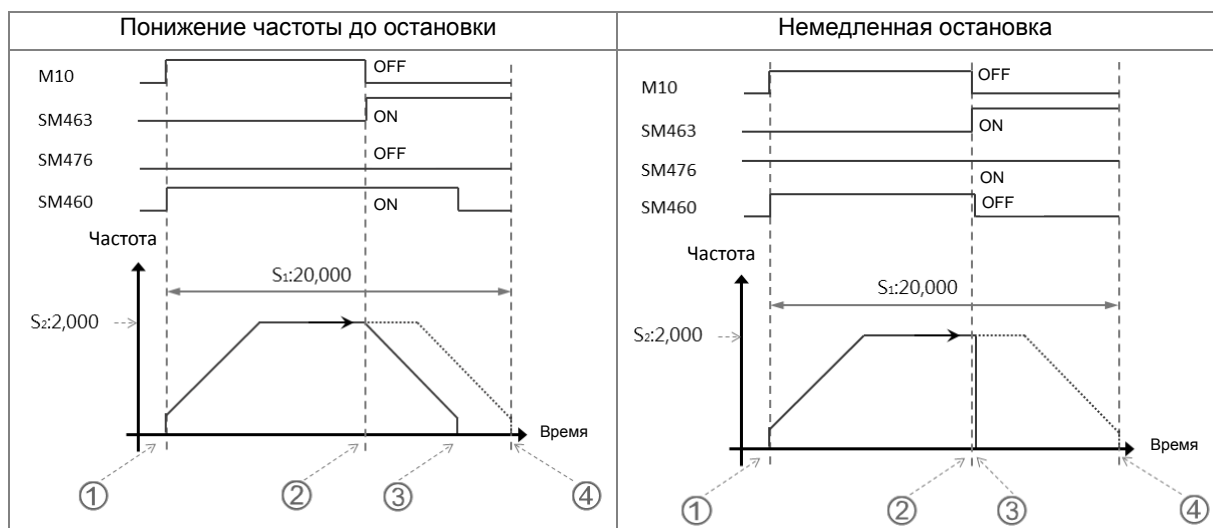 Понижение частоты до остановки
M10
OFF
SM463
ON
SM476
OFF
SM460
ON
Частота
S1:20,000
S2:2,000
Время
① ② ③ ④
Немедленная остановка
M10
OFF
SM463
ON
SM476
ON
SM460
OFF
Частота
S1:20,000
S2:2,000
Время
① ② ③ ④